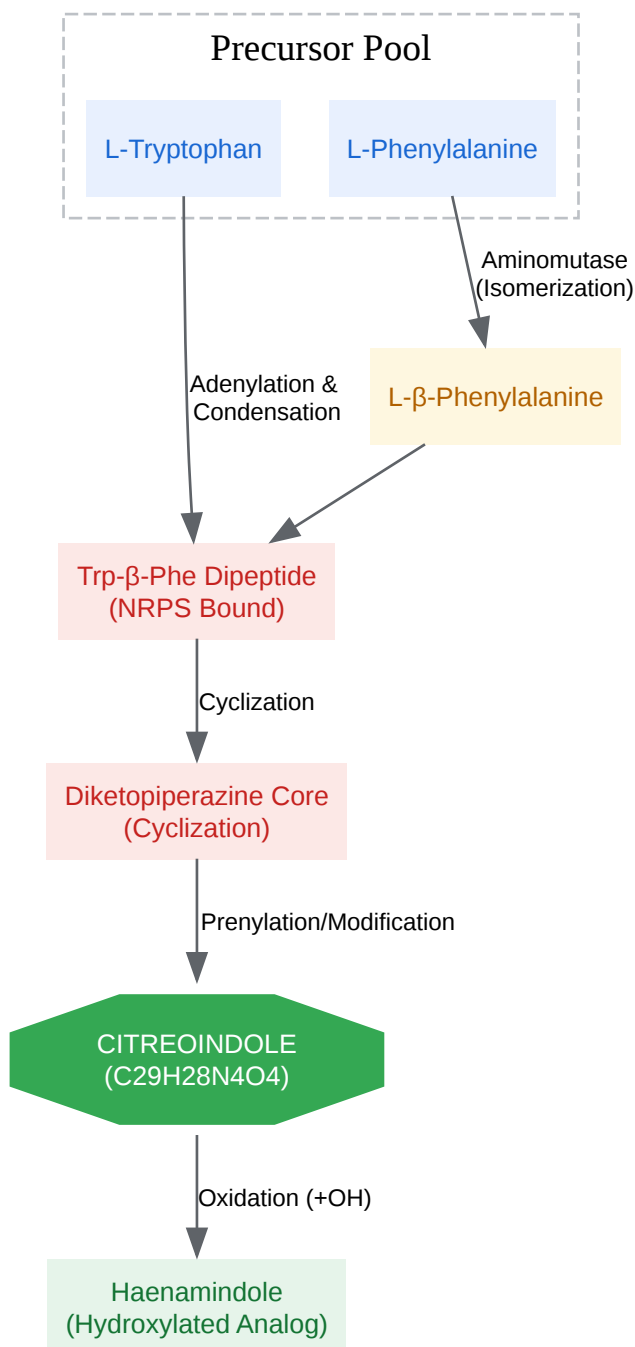 Precursor Pool
L-Tryptophan
L-Phenylalanine
Aminomutase
(Isomerization)
Adenylation &
Condensation
L-β-Phenylalanine
Trp-β-Phe Dipeptide
(NRPS Bound)
Cyclization
Diketopiperazine Core
(Cyclization)
Prenylation/Modification
CITREOINDOLE
(C29H28N4O4)
Oxidation (+OH)
Haenamindole
(Hydroxylated Analog)